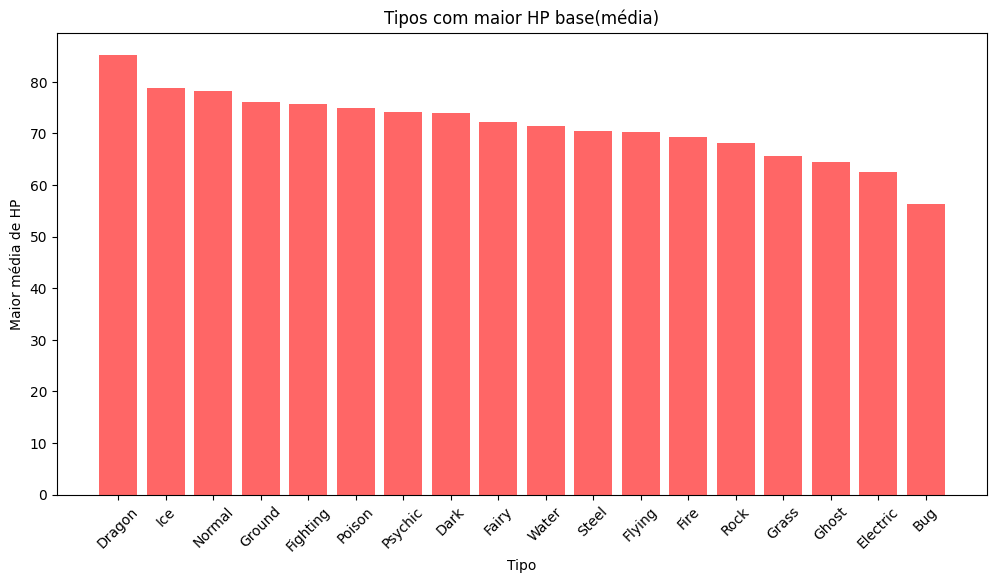 Tipos com maior HP base(média)
Maior média de HP
80
70
60
50
40
30
20
10
0
Dragon
Ice
Normal
Ground
Fighting
Poison
Psychic
Dark
Fairy
Water
Steel
Flying
Fire
Rock
Grass
Ghost
Electric
Bug
Tipo